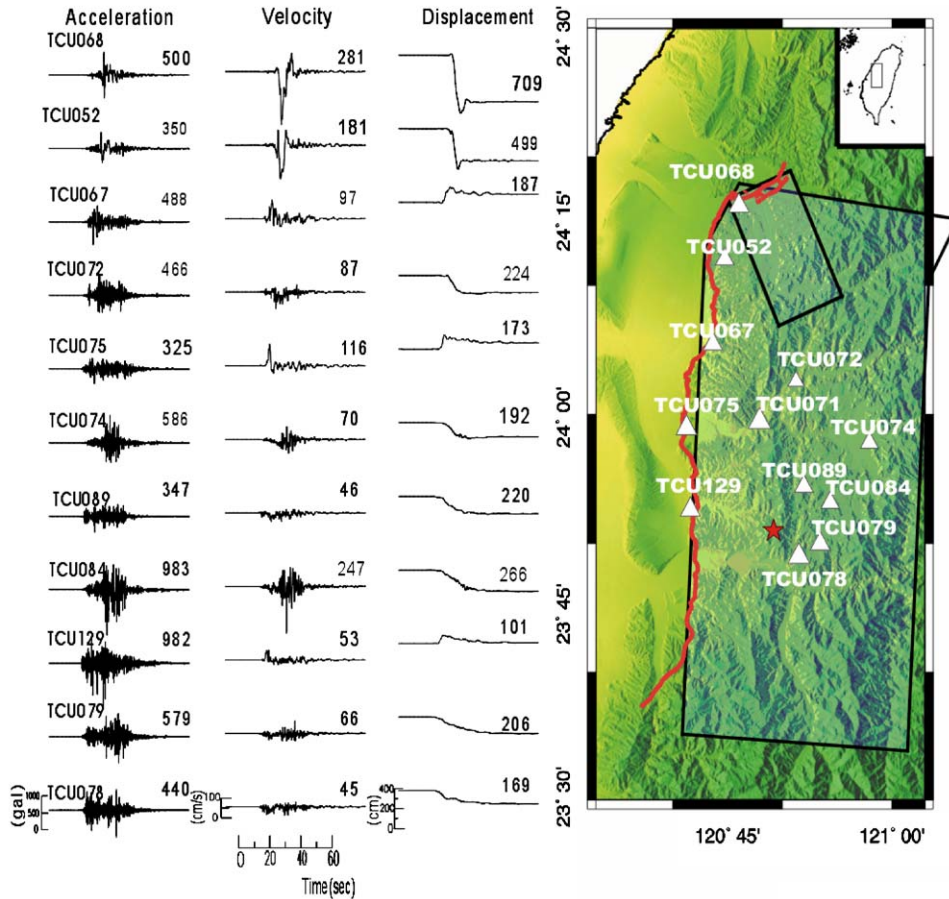 Acceleration Velocity Displacement
TCU068 500 281 709
TCU052 350 181 499
TCU067 488 97 187
TCU072 466 87 224
TCU075 325 116 173
TCU074 586 70 192
TCU089 347 46 220
TCU084 983 247 266
TCU129 982 53 101
TCU079 579 66 206
TCU078 440 45 169
(gal) 1000 500 0
(cm/s) 100 0
(cm) 400 200 0
0 20 40 60
Time(sec)
24° 30'
24° 15'
24° 00'
23° 45'
23° 30'
TCU068
TCU052
TCU067
TCU072
TCU075 TCU071
TCU074
TCU089
TCU129 TCU084
TCU079
TCU078
120° 45' 121° 00'